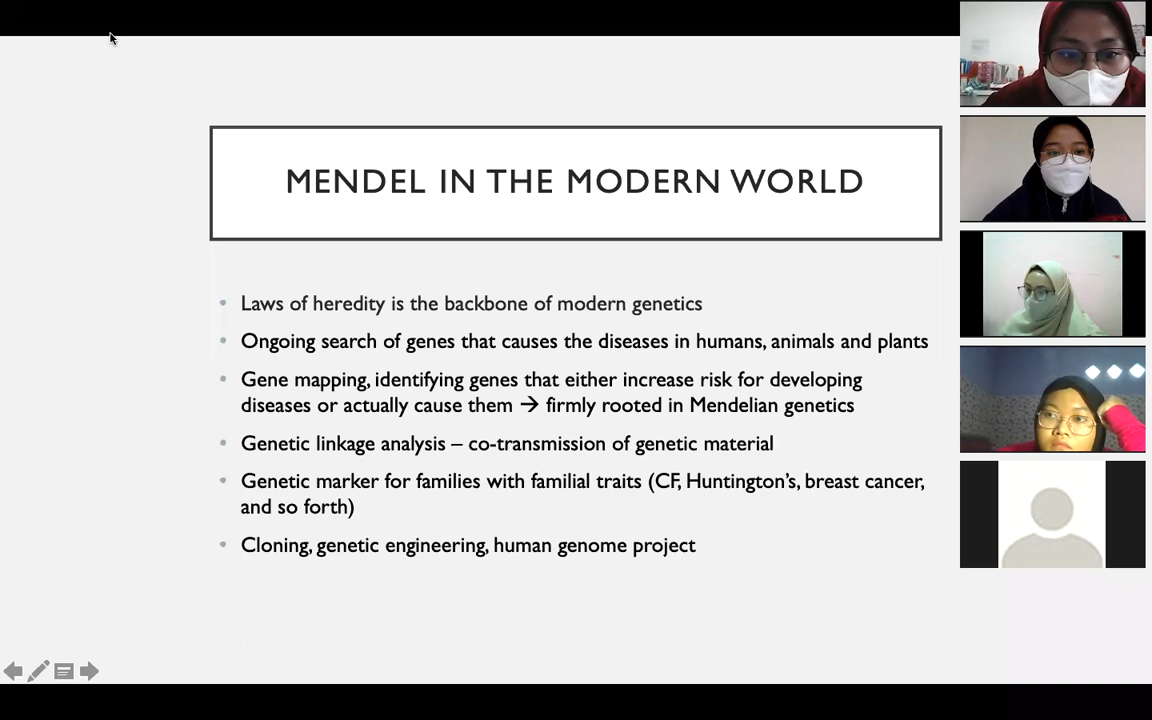 MENDEL IN THE MODERN WORLD
• Laws of heredity is the backbone of modern genetics
• Ongoing search of genes that causes the diseases in humans, animals and plants
• Gene mapping, identifying genes that either increase risk for developing
diseases or actually cause them → firmly rooted in Mendelian genetics
• Genetic linkage analysis – co-transmission of genetic material
• Genetic marker for families with familial traits (CF, Huntington's, breast cancer,
and so forth)
• Cloning, genetic engineering, human genome project